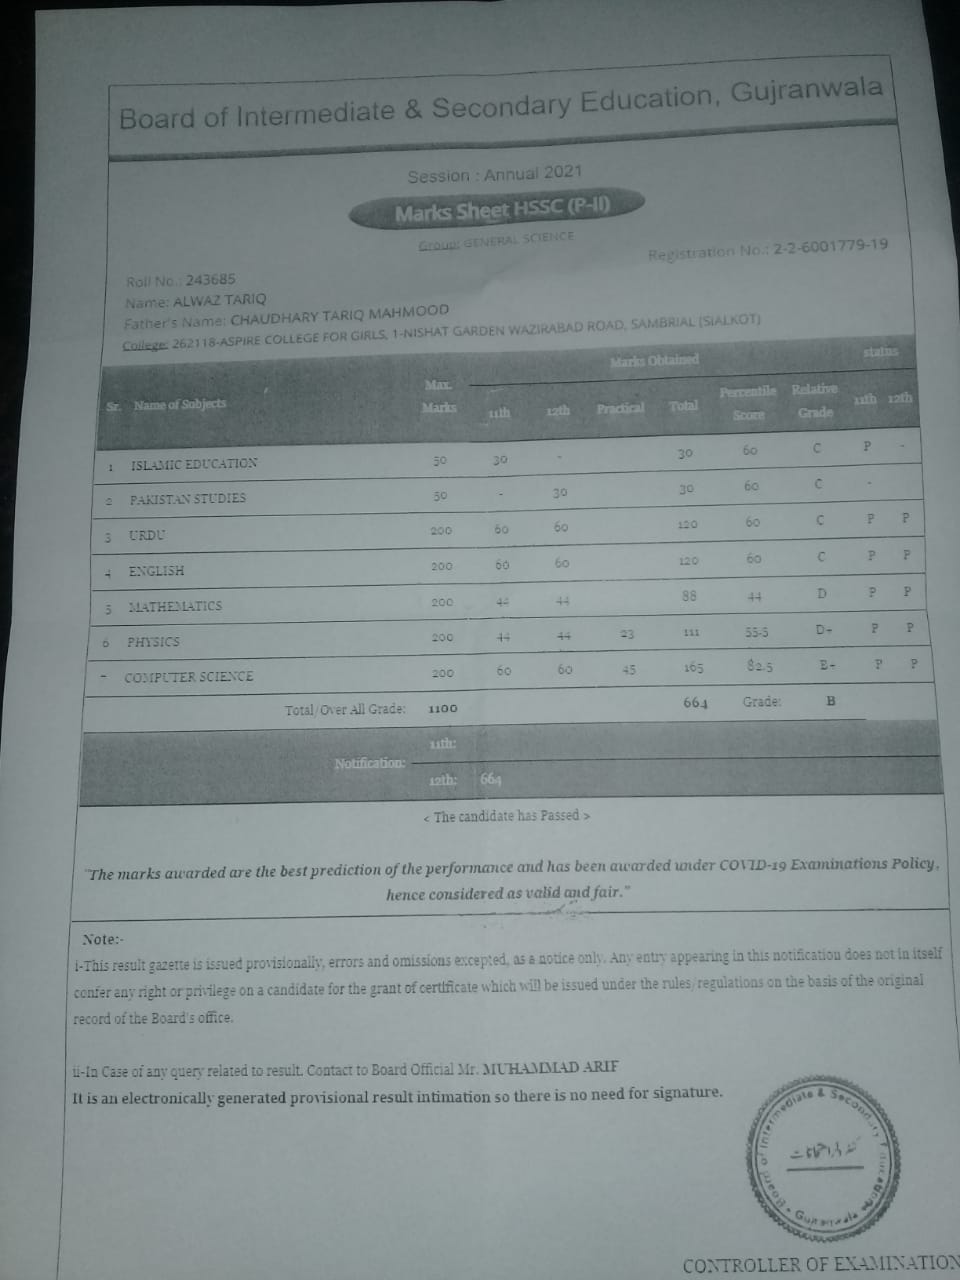 Board of Intermediate & Secondary Education, Gujranwala
Session : Annual 2021
Marks Sheet HSSC (P-II)
Group: GENERAL SCIENCE
Registration No.: 2-2-6001779-19
Roll No.: 243685
Name: ALWAZ TARIQ
Father's Name: CHAUDHARY TARIQ MAHMOOD
College: 262118-ASPIRE COLLEGE FOR GIRLS, 1-NISHAT GARDEN WAZIRABAD ROAD, SAMBRIAL (SIALKOT)
Sr. Name of Subjects Max. Marks Marks Obtained status
11th 12th Practical Total Percentile Score Relative Grade 11th 12th
1 ISLAMIC EDUCATION 50 30 - 30 60 C P -
2 PAKISTAN STUDIES 50 - 30 30 60 C -
3 URDU 200 60 60 120 60 C P P
4 ENGLISH 200 60 60 120 60 C P P
5 MATHEMATICS 200 44 44 88 44 D P P
6 PHYSICS 200 44 44 23 111 55.5 D+ P P
COMPUTER SCIENCE 200 60 60 45 165 82.5 P P
Total/Over All Grade: 1100 664 Grade: B
Notification: 11th:
12th: 664
< The candidate has Passed >
"The marks awarded are the best prediction of the performance and has been awarded under COVID-19 Examinations Policy,
hence considered as valid and fair."
Note:-
i-This result gazette is issued provisionally, errors and omissions excepted, as a notice only. Any entry appearing in this notification does not in itself
confer any right or privilege on a candidate for the grant of certificate which will be issued under the rules/regulations on the basis of the original
record of the Board's office.
ii-In Case of any query related to result. Contact to Board Official Mr. MUHAMMAD ARIF
It is an electronically generated provisional result intimation so there is no need for signature.
Board of Intermediate & Secondary Education Gujranwala
CONTROLLER OF EXAMINATION